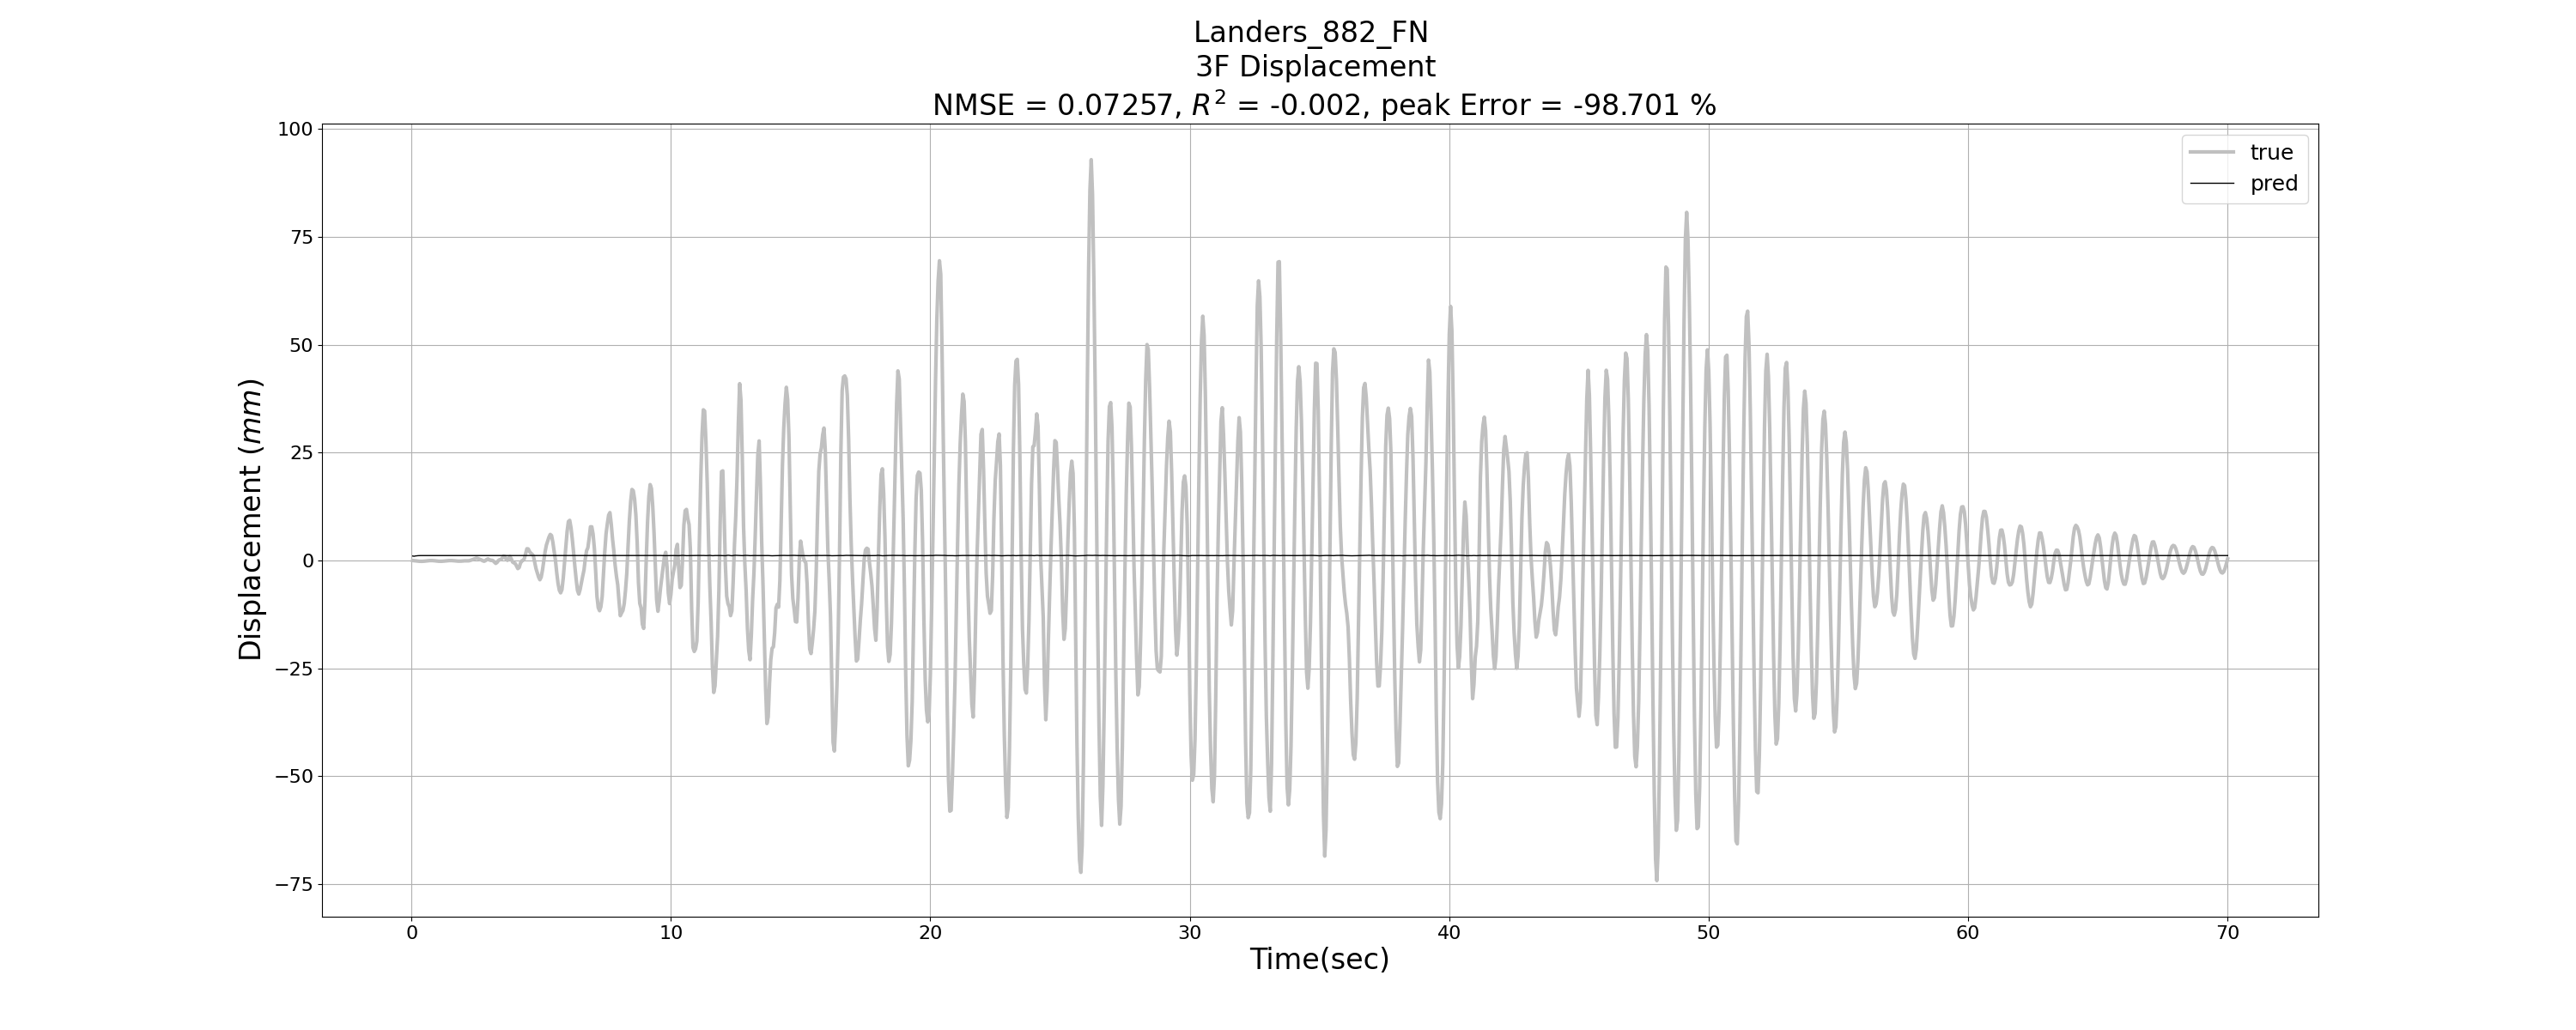 Landers_882_FN
3F Displacement
NMSE = 0.07257, R² = -0.002, peak Error = -98.701 %
100
75
50
25
0
−25
−50
−75
Displacement (mm)
true
pred
0 10 20 30 40 50 60 70
Time(sec)